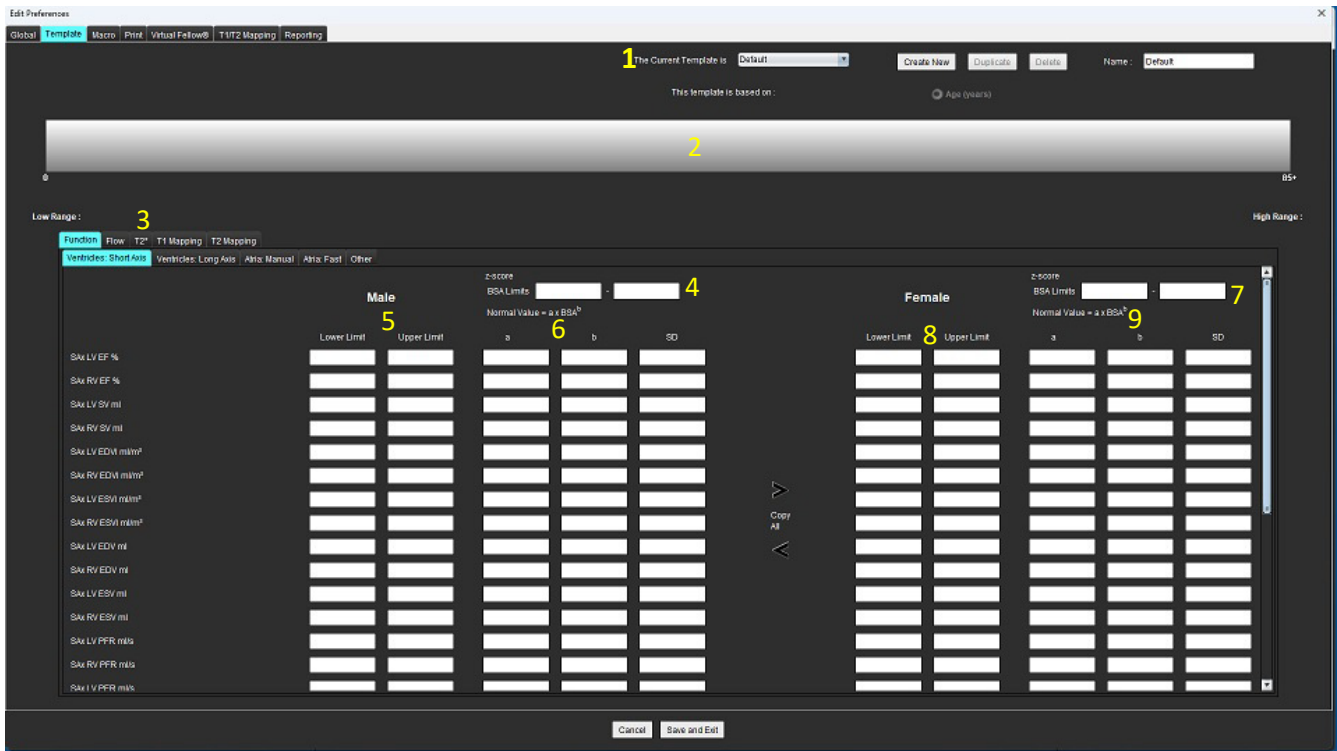 Edit Preferences
Global Template Macro Print Virtual Fellow® T1/T2 Mapping Reporting
1 The Current Template is Default Create New Duplicate Delete Name : Default
This template is based on : Age (years)
2
0 85+
Low Range : High Range :
3
Function Flow T2* T1 Mapping T2 Mapping
Ventricles: Short Axis Ventricles: Long Axis Atria: Manual Atria: Fast Other
z-score z-score
Male BSA Limits - 4 Female BSA Limits - 7
Normal Value = a x BSAᵇ Normal Value = a x BSAᵇ
5 6 8 9
Lower Limit Upper Limit a b SD Lower Limit Upper Limit a b SD
SAx LV EF %
SAx RV EF %
SAx LV SV ml
SAx RV SV ml
SAx LV EDVI ml/m²
SAx RV EDVI ml/m²
SAx LV ESVI ml/m²
>
SAx RV ESVI ml/m²
Copy
All
SAx LV EDV ml
<
SAx RV EDV ml
SAx LV ESV ml
SAx RV ESV ml
SAx LV PFR ml/s
SAx RV PFR ml/s
SAx LV PER ml/s
Cancel Save and Exit